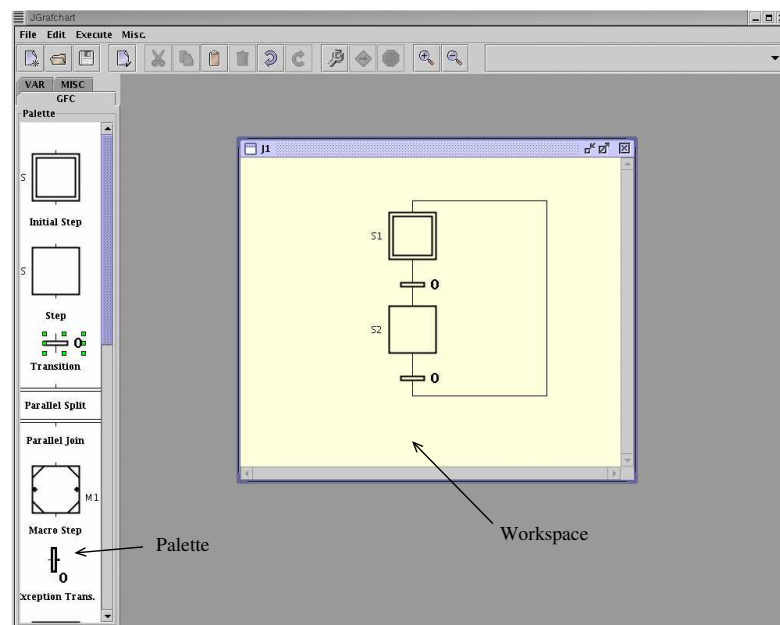 JGrafchart
File Edit Execute Misc.
VAR MISC
GFC
Palette
S
Initial Step
S
Step
0
Transition
Parallel Split
Parallel Join
M1
Macro Step
0
xception Trans.
J1
S1
0
S2
0
Palette
Workspace